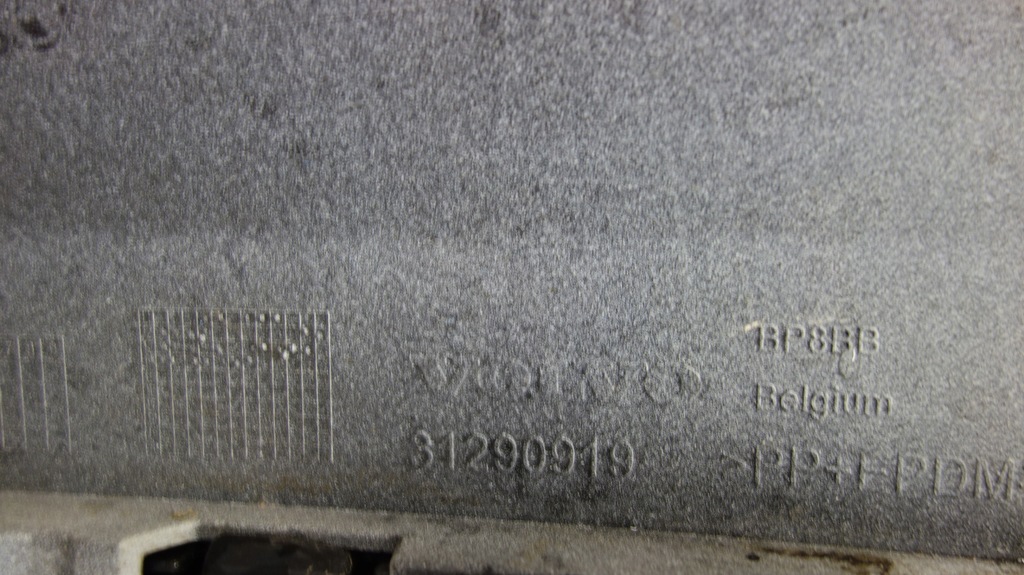 BP8BB
VOLVO
Belgium
31290919
>PP+EPDM